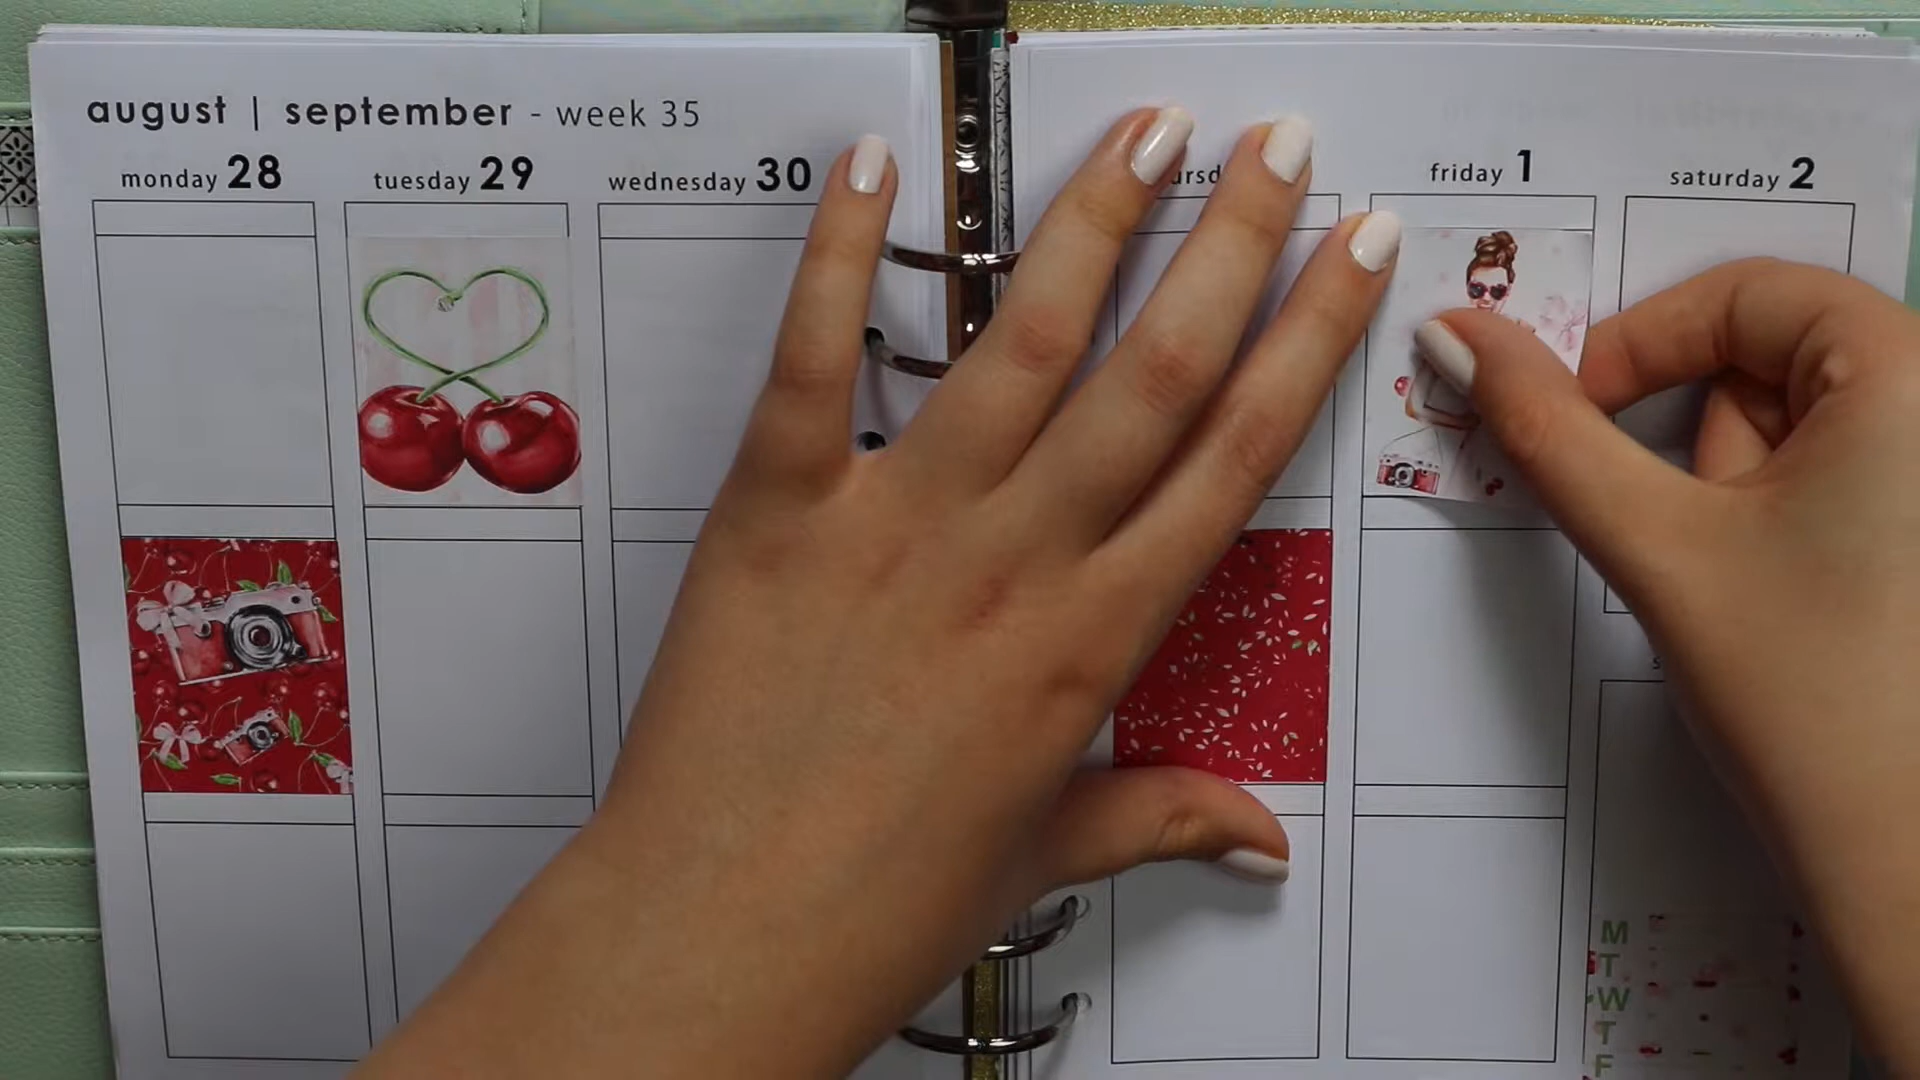 august | september - week 35
monday 28
tuesday 29
wednesday 30
friday 1
saturday 2
M
T
W
T
F